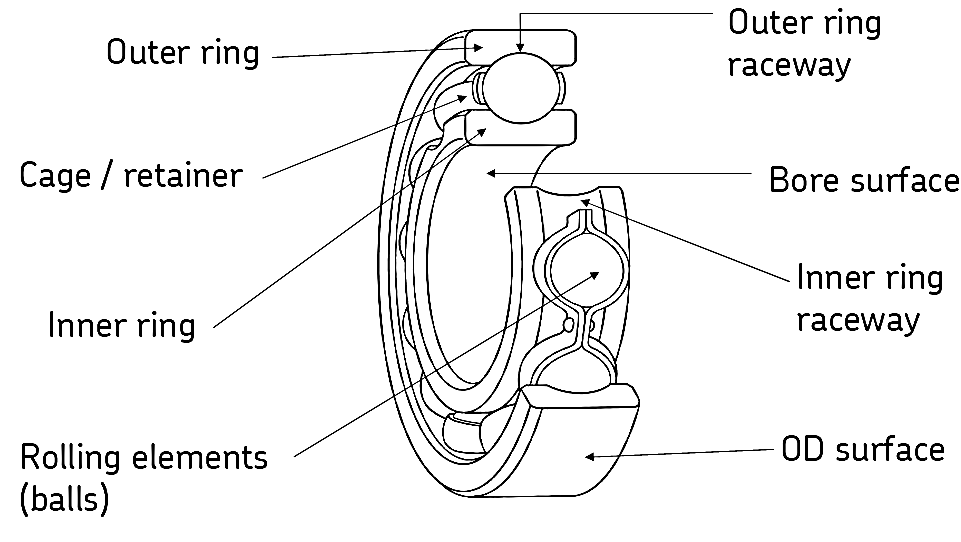 Outer ring
raceway
Outer ring
Cage / retainer
Bore surface
Inner ring
raceway
Inner ring
Rolling elements
(balls)
OD surface